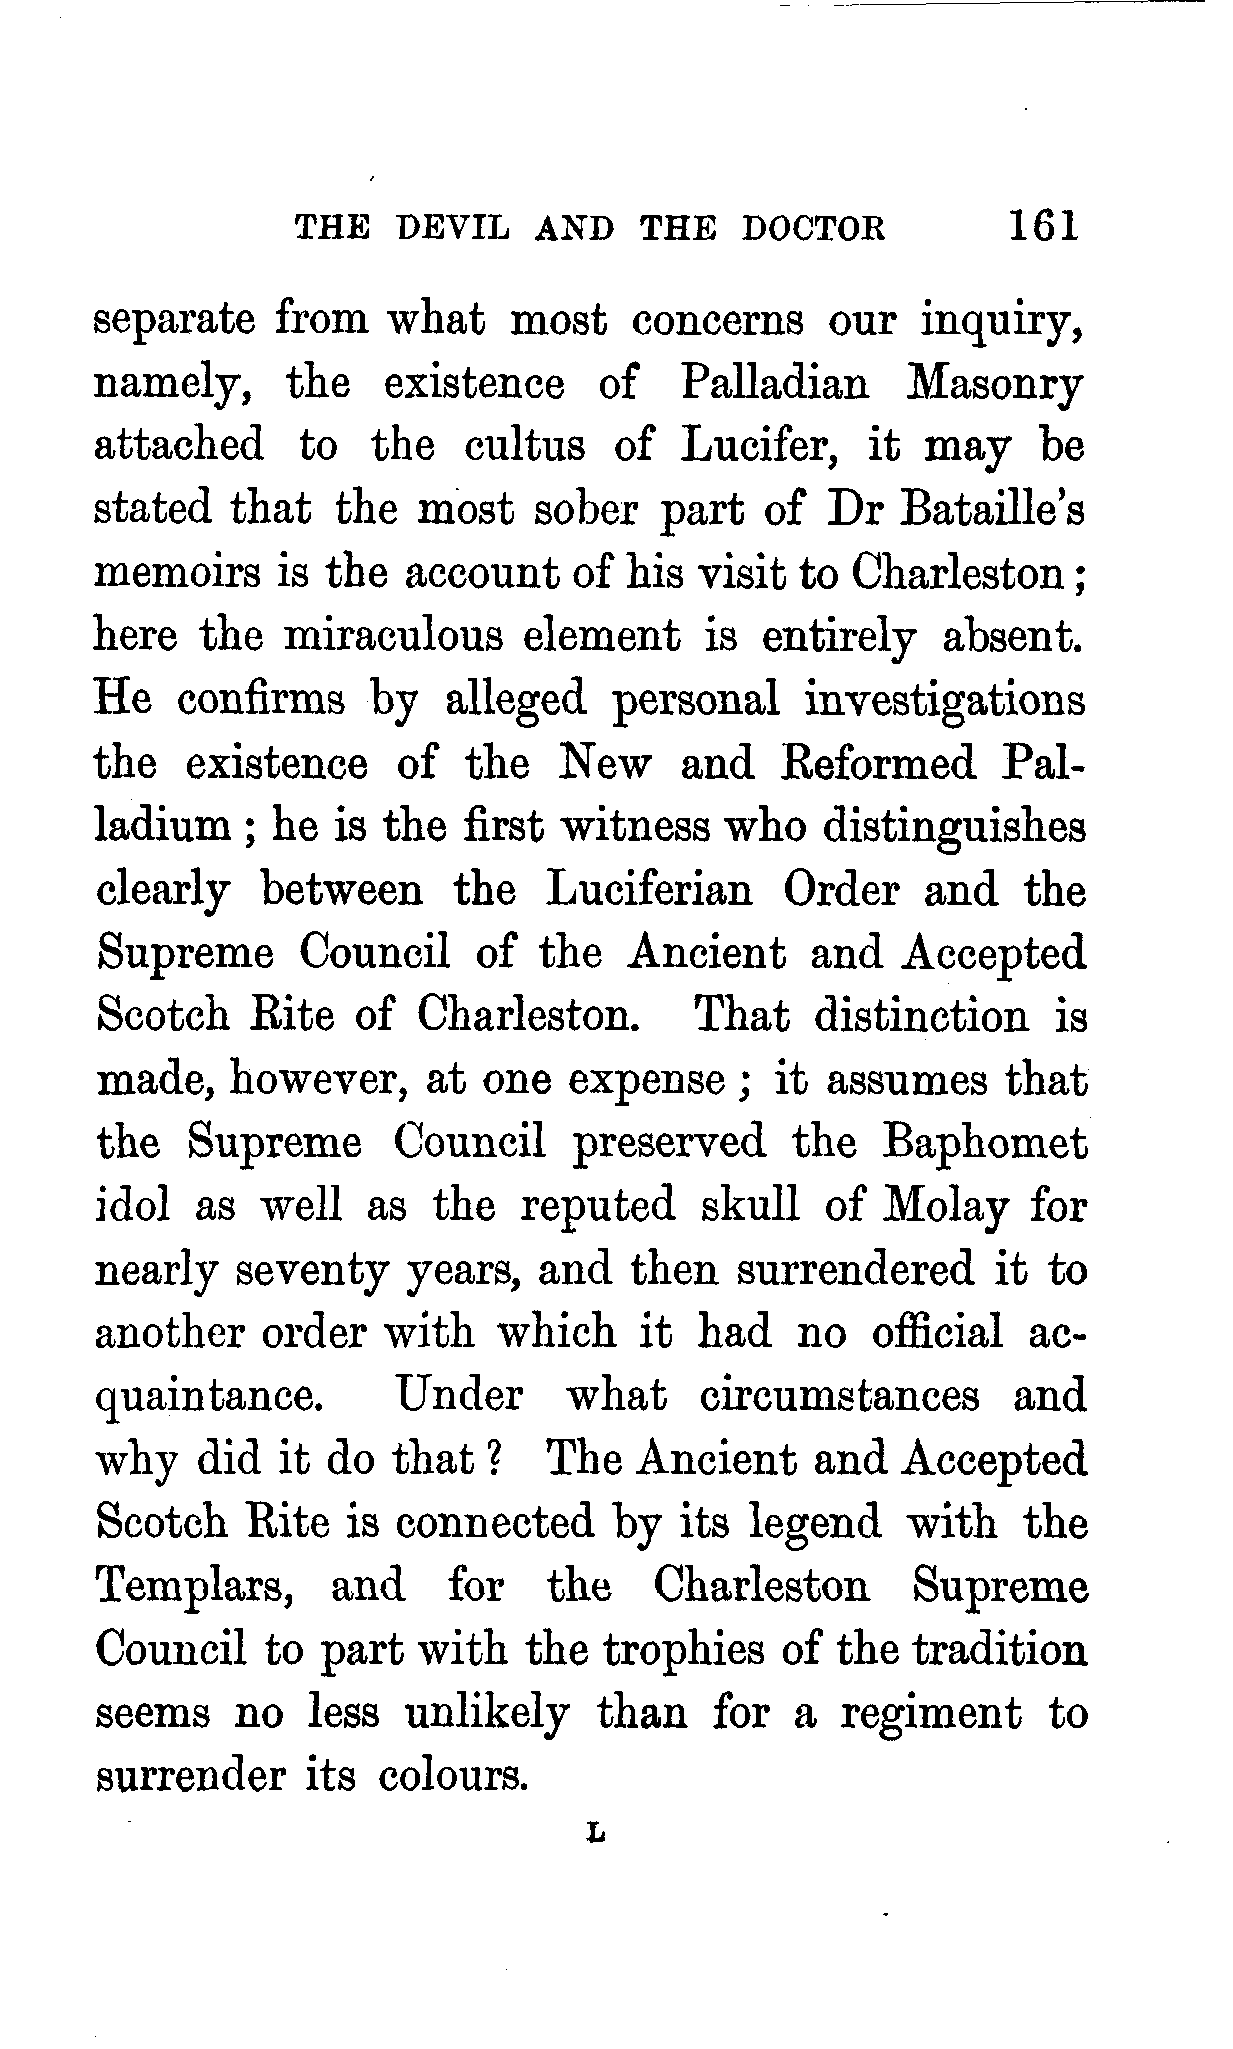 THE DEVIL AND THE DOCTOR 161
separate from what most concerns our inquiry,
namely, the existence of Palladian Masonry
attached to the cultus of Lucifer, it may be
stated that the most sober part of Dr Bataille's
memoirs is the account of his visit to Charleston ;
here the miraculous element is entirely absent.
He confirms by alleged personal investigations
the existence of the New and Reformed Pal-
ladium ; he is the first witness who distinguishes
clearly between the Luciferian Order and the
Supreme Council of the Ancient and Accepted
Scotch Rite of Charleston. That distinction is
made, however, at one expense ; it assumes that
the Supreme Council preserved the Baphomet
idol as well as the reputed skull of Molay for
nearly seventy years, and then surrendered it to
another order with which it had no official ac-
quaintance. Under what circumstances and
why did it do that ? The Ancient and Accepted
Scotch Rite is connected by its legend with the
Templars, and for the Charleston Supreme
Council to part with the trophies of the tradition
seems no less unlikely than for a regiment to
surrender its colours.
L